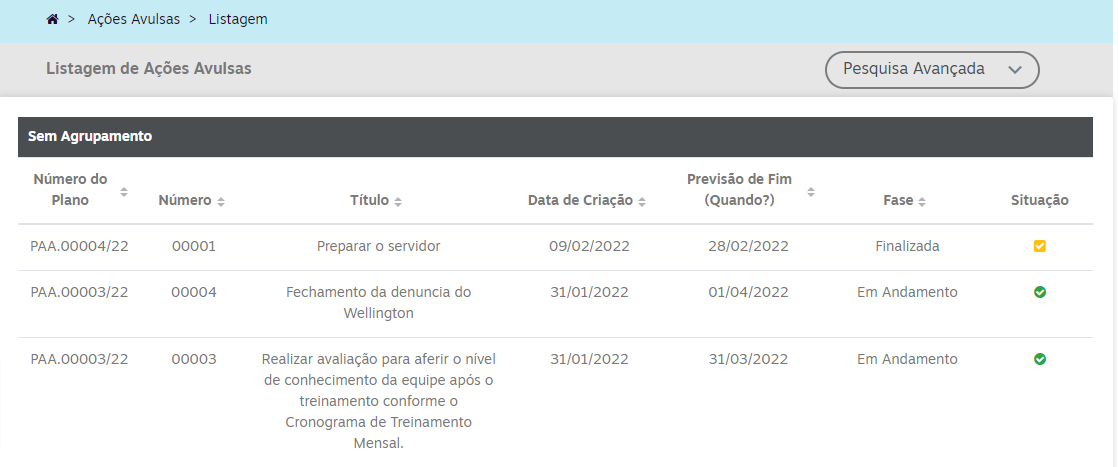 > Ações Avulsas > Listagem
Listagem de Ações Avulsas
Pesquisa Avançada
Sem Agrupamento
Número do
Plano
Número
Título
Data de Criação
Previsão de Fim
(Quando?)
Fase
Situação
PAA.00004/22 00001 Preparar o servidor 09/02/2022 28/02/2022 Finalizada
PAA.00003/22 00004 Fechamento da denuncia do 31/01/2022 01/04/2022 Em Andamento
Wellington
PAA.00003/22 00003 Realizar avaliação para aferir o nível 31/01/2022 31/03/2022 Em Andamento
de conhecimento da equipe após o
treinamento conforme o
Cronograma de Treinamento
Mensal.